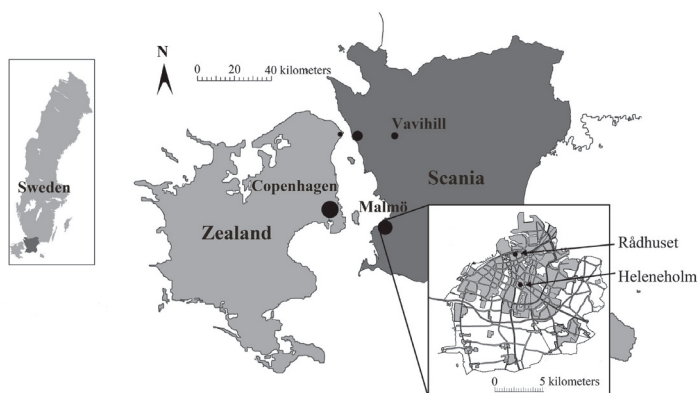 N
0 20 40 kilometers
Vavihill
Sweden
Copenhagen
Scania
Malmö
Zealand
Rådhuset
Heleneholm
0 5 kilometers